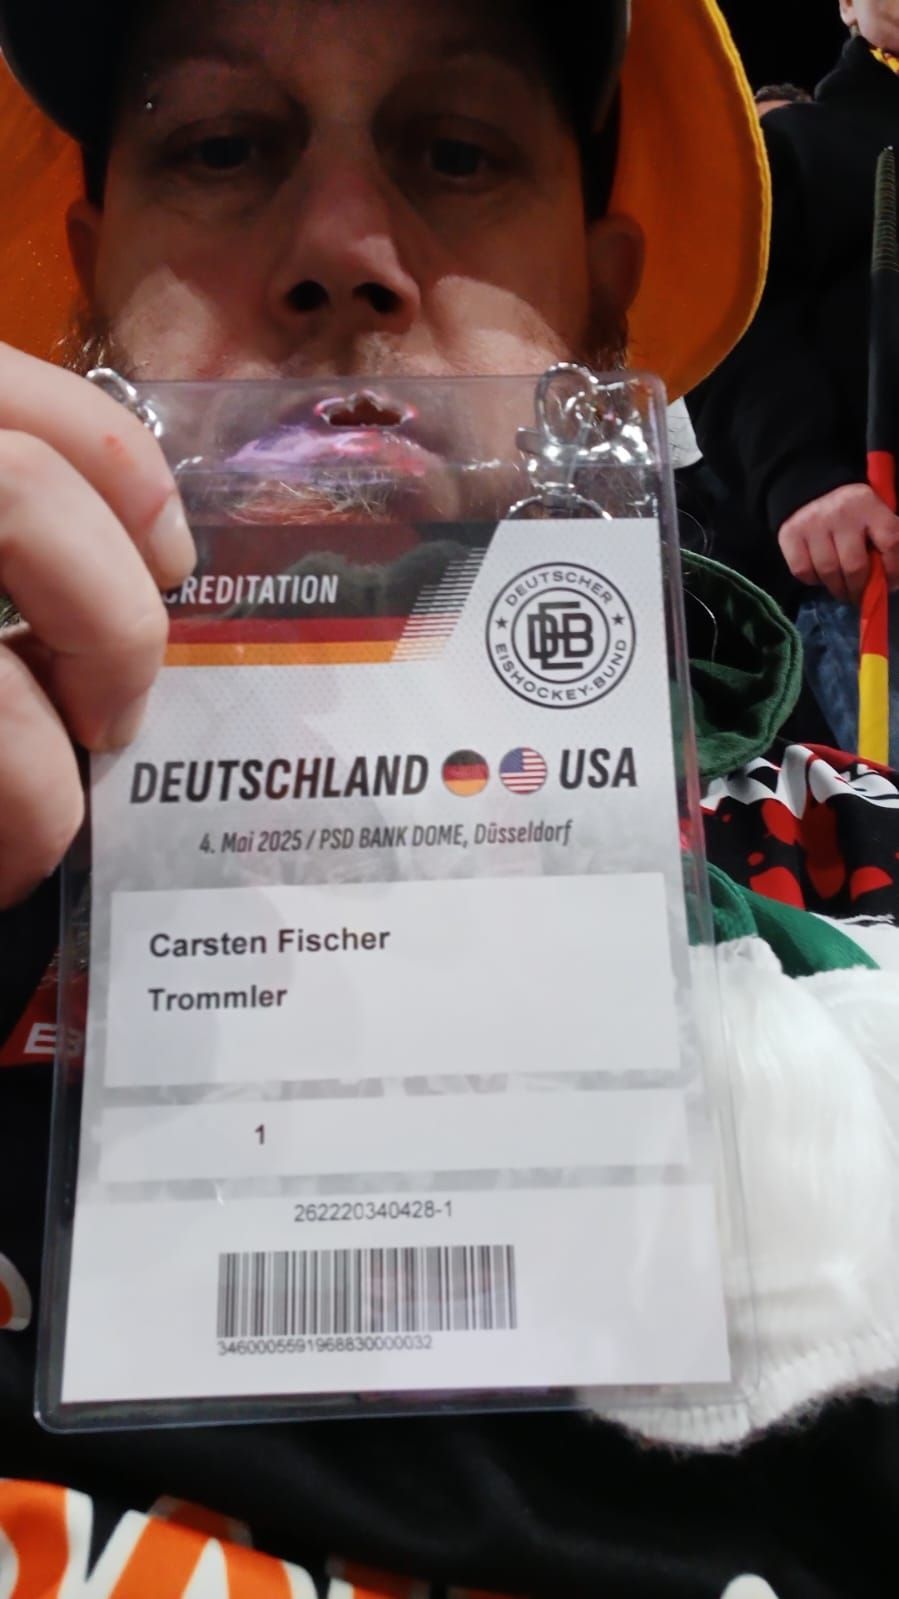 CREDITATION
DEUTSCHER
DEB
EISHOCKEY-BUND
DEUTSCHLAND USA
4. Mai 2025 / PSD BANK DOME, Düsseldorf
Carsten Fischer
Trommler
1
262220340428-1
3460005591968830000032